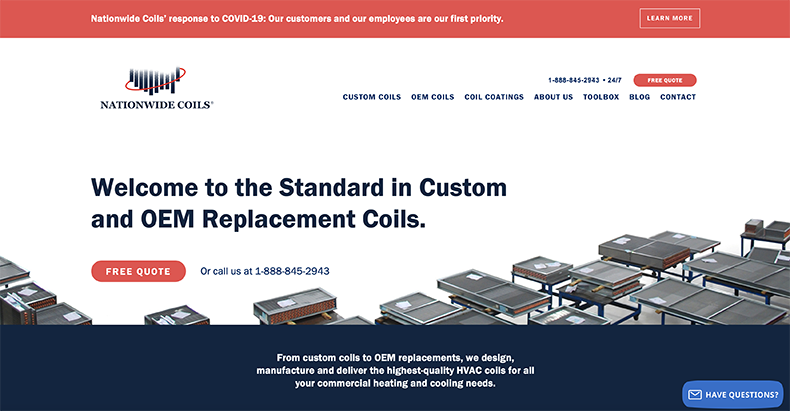 Nationwide Coils' response to COVID-19: Our customers and our employees are our first priority.
LEARN MORE
1-888-845-2943 • 24/7
FREE QUOTE
NATIONWIDE COILS®
CUSTOM COILS OEM COILS COIL COATINGS ABOUT US TOOLBOX BLOG CONTACT
Welcome to the Standard in Custom
and OEM Replacement Coils.
FREE QUOTE Or call us at 1-888-845-2943
From custom coils to OEM replacements, we design,
manufacture and deliver the highest-quality HVAC coils for all
your commercial heating and cooling needs.
HAVE QUESTIONS?